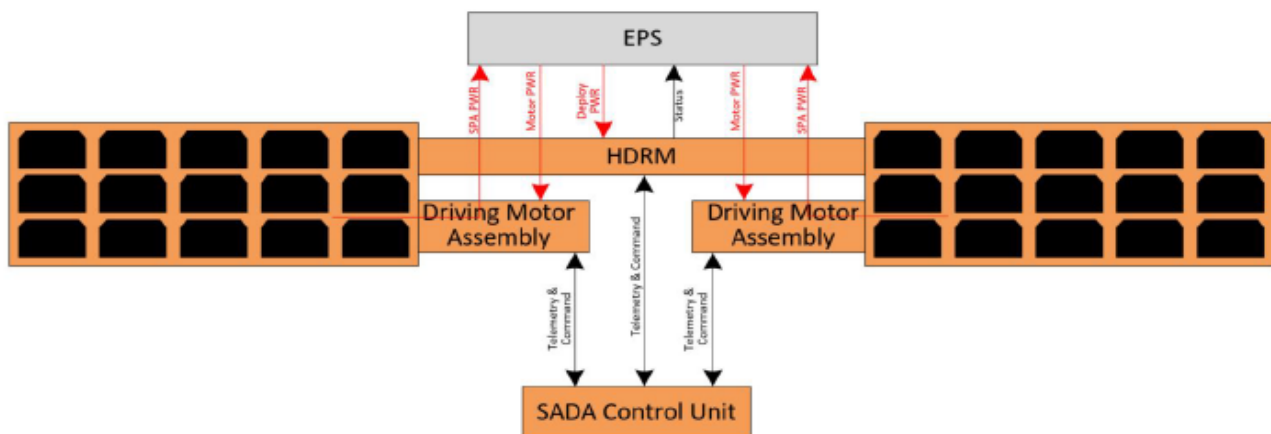 EPS
SPA PWR
Motor PWR
Deploy
PWR
Status
Motor PWR
SPA PWR
HDRM
Driving Motor
Assembly
Driving Motor
Assembly
Telemetry &
Command
Telemetry & Command
Telemetry &
Command
SADA Control Unit